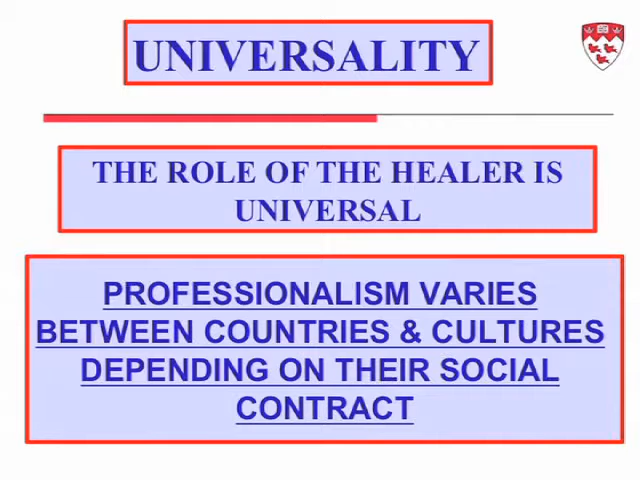 UNIVERSALITY
THE ROLE OF THE HEALER IS
UNIVERSAL
PROFESSIONALISM VARIES
BETWEEN COUNTRIES & CULTURES
DEPENDING ON THEIR SOCIAL
CONTRACT